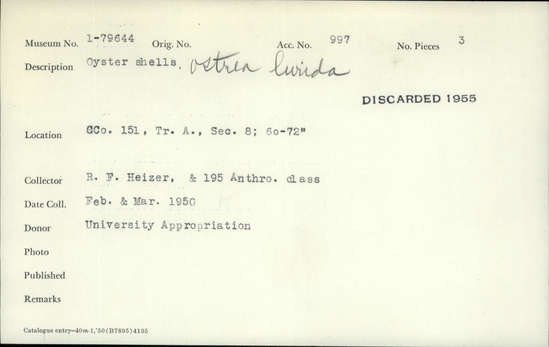 Museum No. 1-79644 Orig. No. Acc. No. 997 No. Pieces 3
Description Oyster shells. Ostrea lurida
DISCARDED 1955
Location CCo. 151, Tr. A., Sec. 8; 60-72"
Collector R. F. Heizer, & 195 Anthro. class
Date Coll. Feb. & Mar. 1950
Donor University Appropriation
Photo
Published
Remarks
Catalogue entry—40m-1,'50(B7895)4195